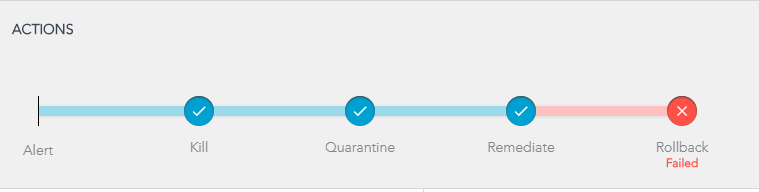 ACTIONS
Alert
Kill
Quarantine
Remediate
Rollback
Failed